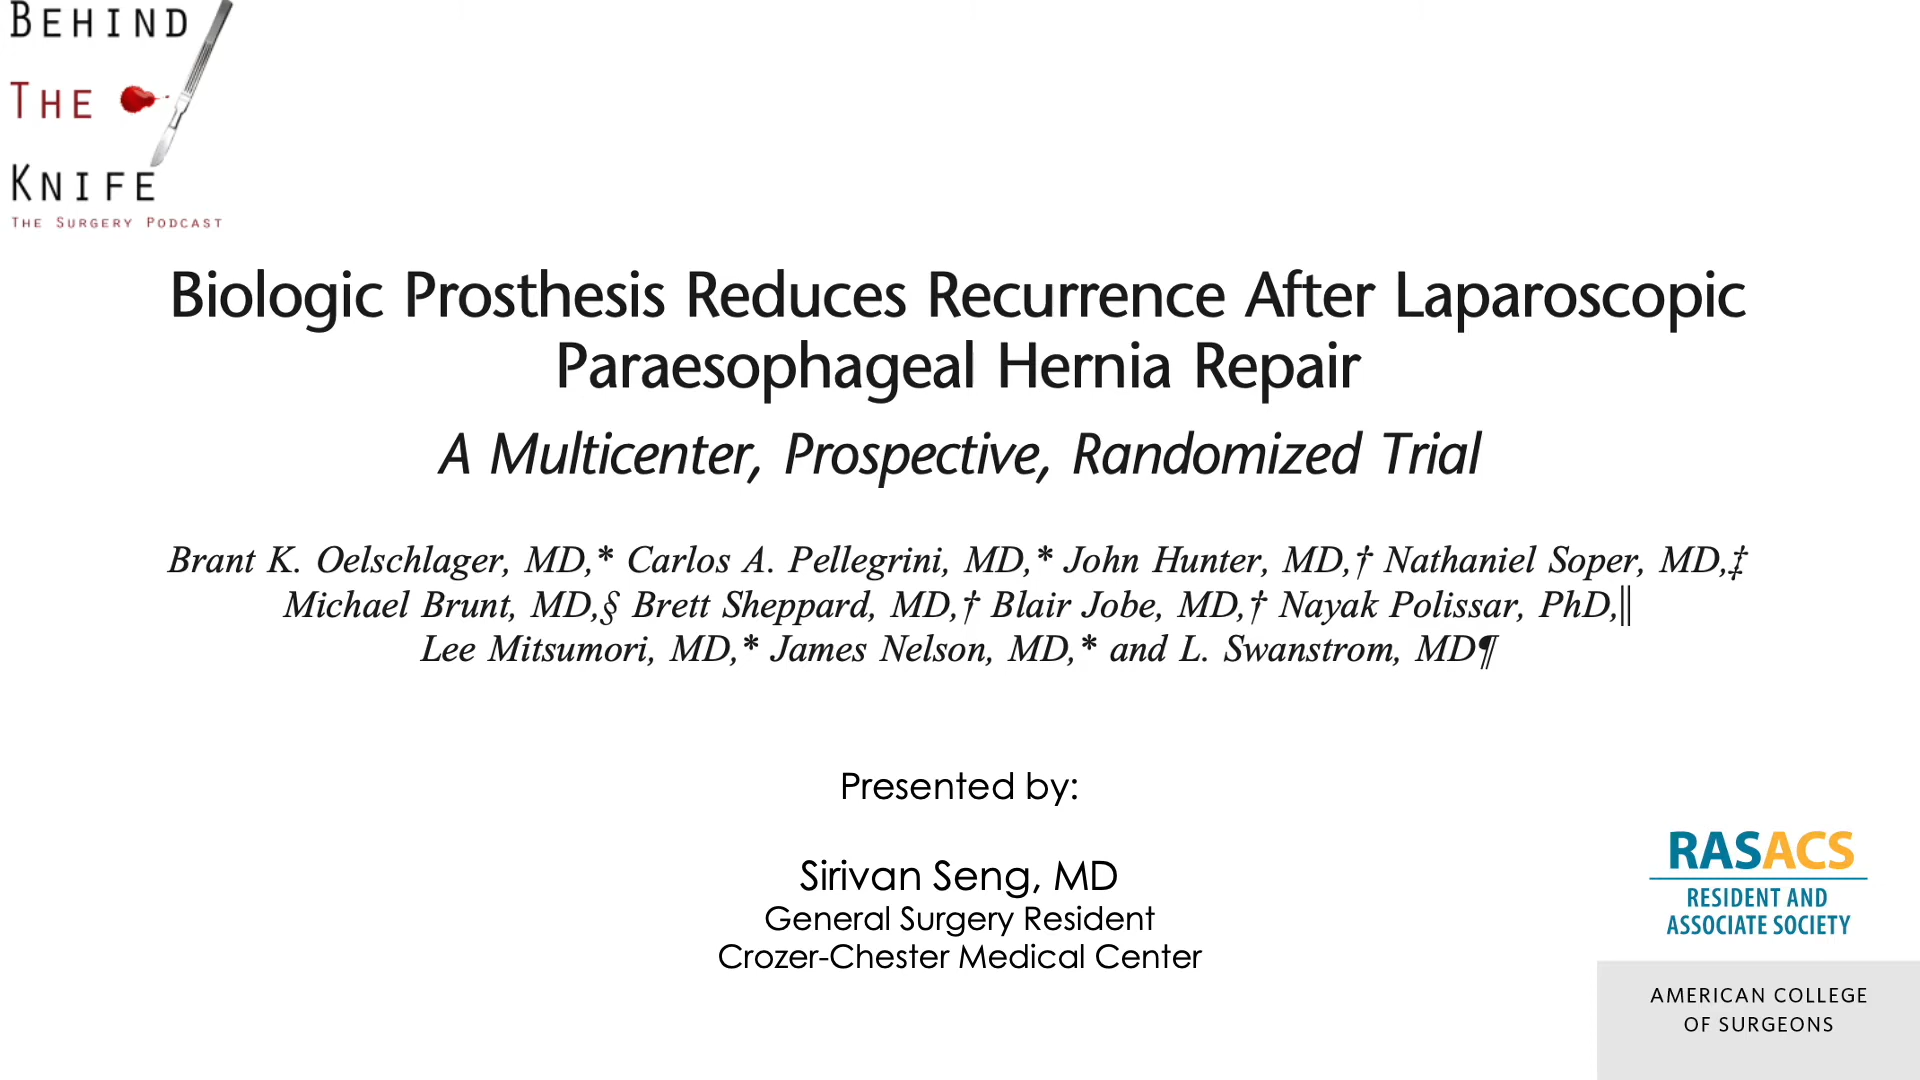 BEHIND
THE
KNIFE
THE SURGERY PODCAST
Biologic Prosthesis Reduces Recurrence After Laparoscopic
Paraesophageal Hernia Repair
A Multicenter, Prospective, Randomized Trial
Brant K. Oelschlager, MD,* Carlos A. Pellegrini, MD,* John Hunter, MD,† Nathaniel Soper, MD,‡
Michael Brunt, MD,§ Brett Sheppard, MD,† Blair Jobe, MD,† Nayak Polissar, PhD,‖
Lee Mitsumori, MD,* James Nelson, MD,* and L. Swanstrom, MD¶
Presented by:
Sirivan Seng, MD
General Surgery Resident
Crozer-Chester Medical Center
RASACS
RESIDENT AND
ASSOCIATE SOCIETY
AMERICAN COLLEGE
OF SURGEONS